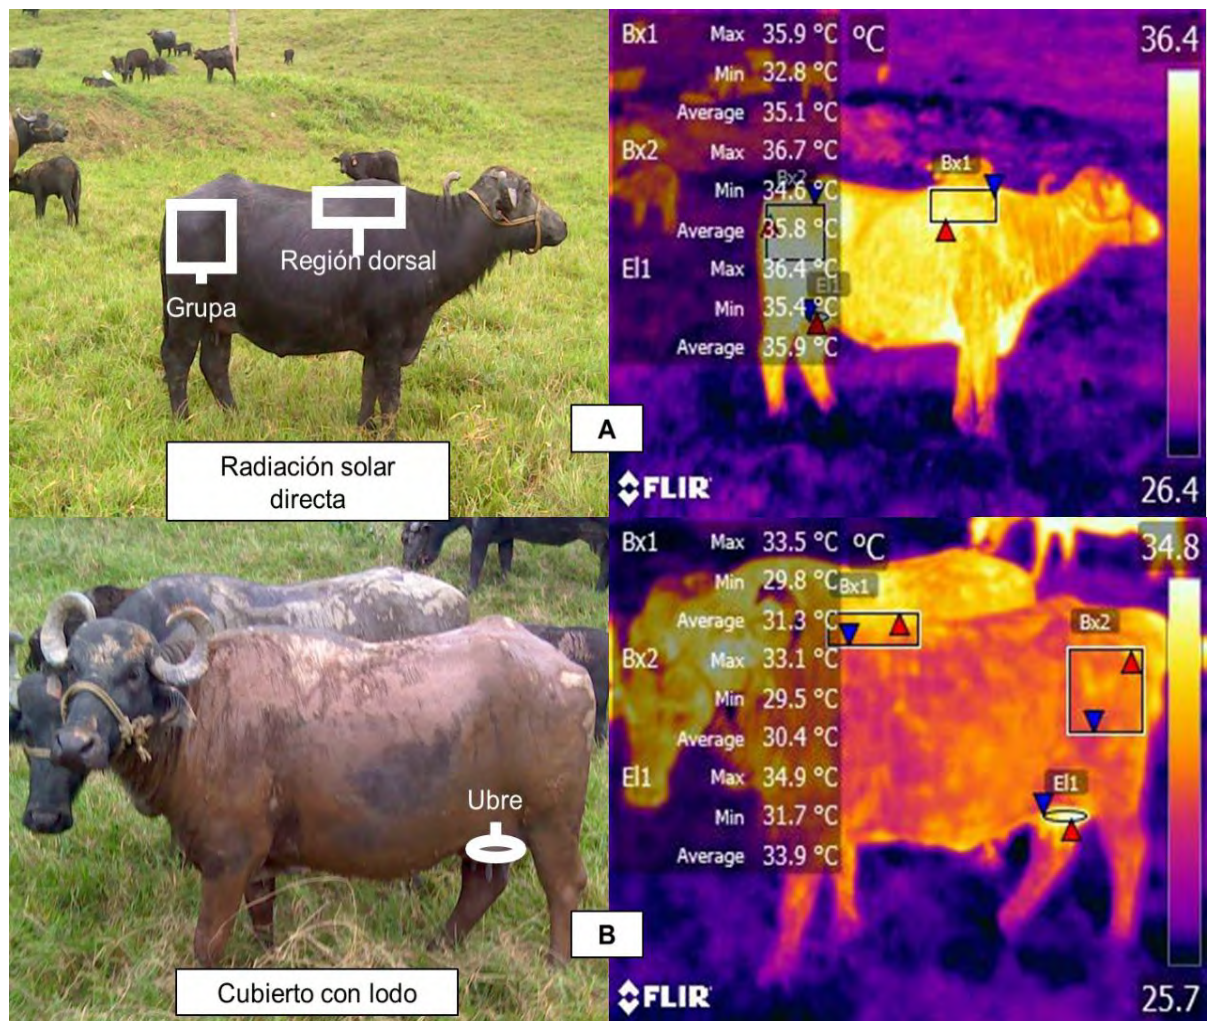 Región dorsal
Grupa
Radiación solar
directa
A
Bx1 Max 35.9 °C
Min 32.8 °C
Average 35.1 °C
Bx2 Max 36.7 °C
Min 34.6 °C
Average 35.8 °C
El1 Max 36.4 °C
Min 35.4 °C
Average 35.9 °C
°C
36.4
Bx1
Bx2
El1
FLIR
26.4
Ubre
Cubierto con lodo
B
Bx1 Max 33.5 °C
Min 29.8 °C
Average 31.3 °C
Bx2 Max 33.1 °C
Min 29.5 °C
Average 30.4 °C
El1 Max 34.9 °C
Min 31.7 °C
Average 33.9 °C
°C
34.8
Bx1
Bx2
El1
FLIR
25.7